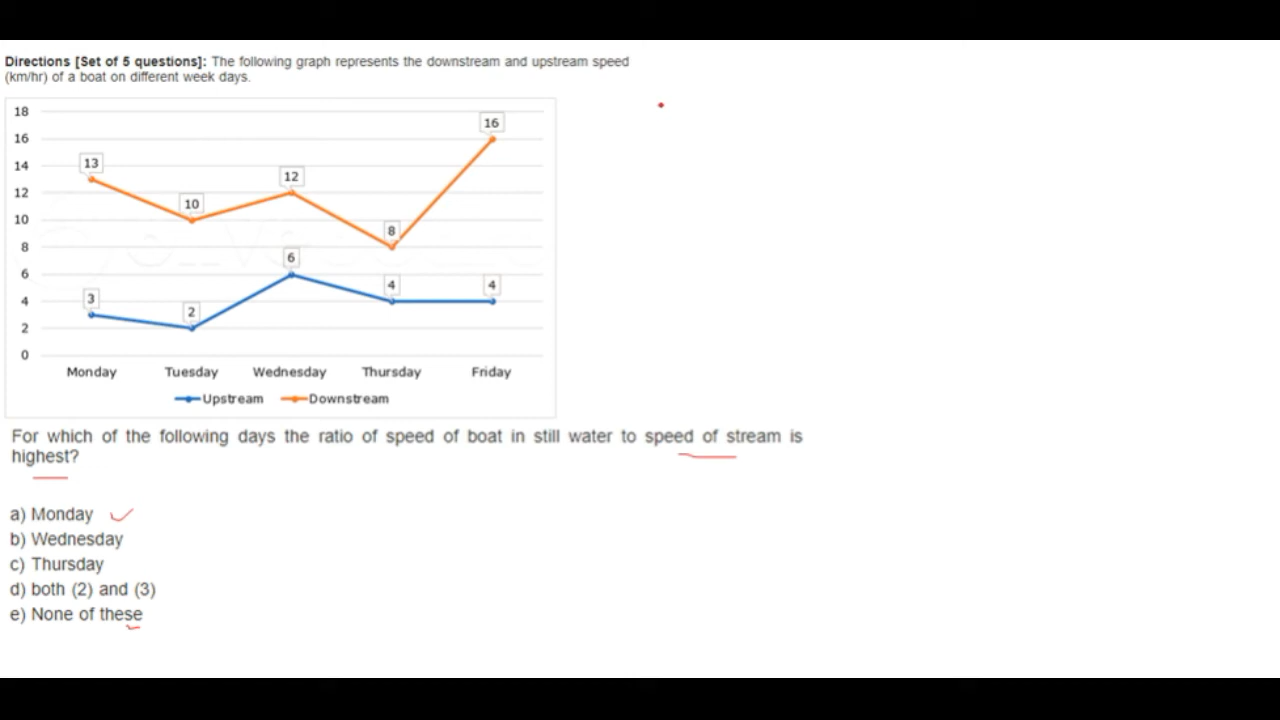 Directions [Set of 5 questions]: The following graph represents the downstream and upstream speed
(km/hr) of a boat on different week days.
18
16
14
12
10
8
6
4
2
0
13
10
12
8
16
3
2
6
4
4
Monday Tuesday Wednesday Thursday Friday
Upstream Downstream
For which of the following days the ratio of speed of boat in still water to speed of stream is
highest?
a) Monday
b) Wednesday
c) Thursday
d) both (2) and (3)
e) None of these